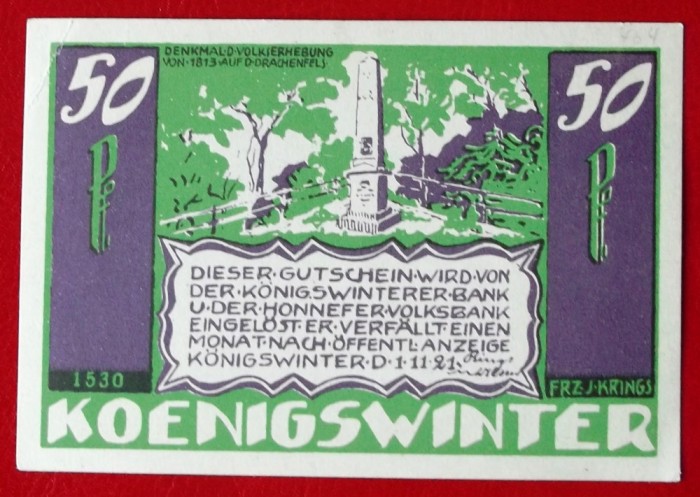 DENKMAL·D·VOLKSERHEBUNG
VON·1813·AUF·D·DRACHENFELS·
50
Pf.
50
Pf.
DIESER·GUTSCHEIN·WIRD·VON
DER·KÖNIGSWINTERER·BANK
U·DER·HONNEFER·VOLKSBANK
EINGELÖST·ER·VERFÄLLT·EINEN
MONAT·NACH·ÖFFENTL·ANZEIGE
KÖNIGSWINTER·D·1·11·21·
1530
FRZ·J·KRINGS
KOENIGSWINTER